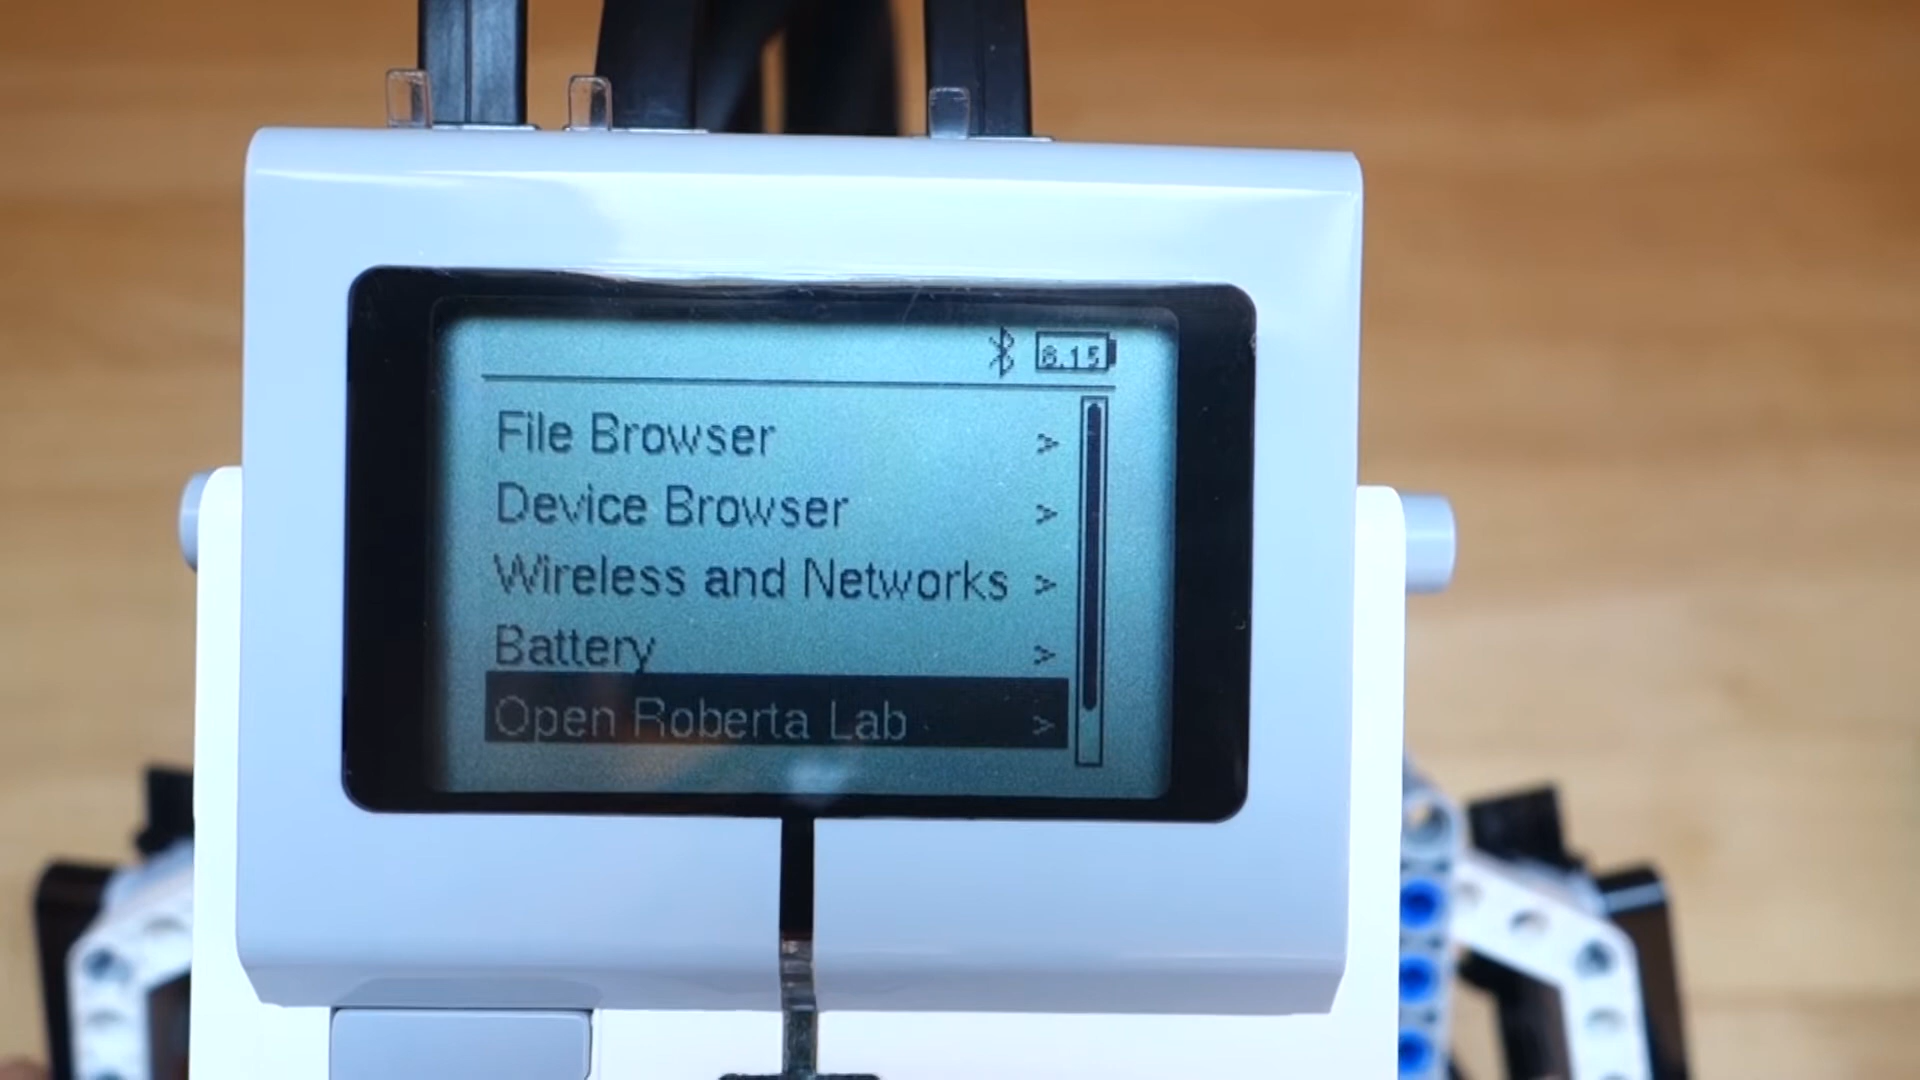 8.15
File Browser >
Device Browser >
Wireless and Networks >
Battery >
Open Roberta Lab >